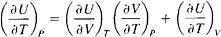 (∂U/∂T)_P = (∂U/∂V)_T (∂V/∂T)_P + (∂U/∂T)_V